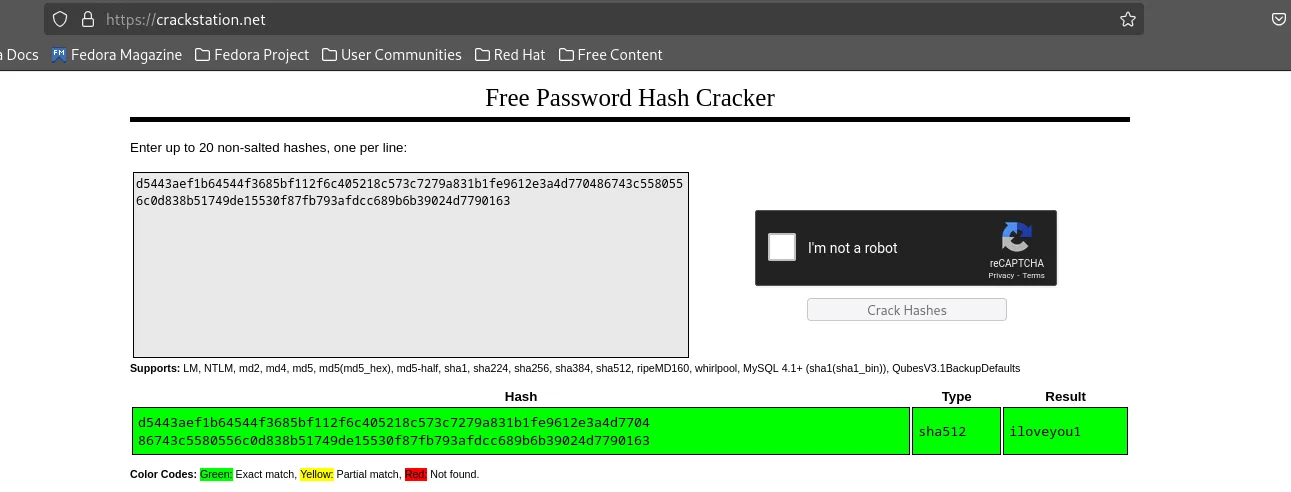 https://crackstation.net
a Docs Fedora Magazine Fedora Project User Communities Red Hat Free Content
Free Password Hash Cracker
Enter up to 20 non-salted hashes, one per line:
d5443aef1b64544f3685bf112f6c405218c573c7279a831b1fe9612e3a4d770486743c558055
6c0d838b51749de15530f87fb793afdcc689b6b39024d7790163
I'm not a robot
reCAPTCHA
Privacy - Terms
Crack Hashes
Supports: LM, NTLM, md2, md4, md5, md5(md5_hex), md5-half, sha1, sha224, sha256, sha384, sha512, ripeMD160, whirlpool, MySQL 4.1+ (sha1(sha1_bin)), QubesV3.1BackupDefaults
Hash Type Result
d5443aef1b64544f3685bf112f6c405218c573c7279a831b1fe9612e3a4d7704
86743c5580556c0d838b51749de15530f87fb793afdcc689b6b39024d7790163
sha512 iloveyou1
Color Codes: Green: Exact match, Yellow: Partial match, Red: Not found.